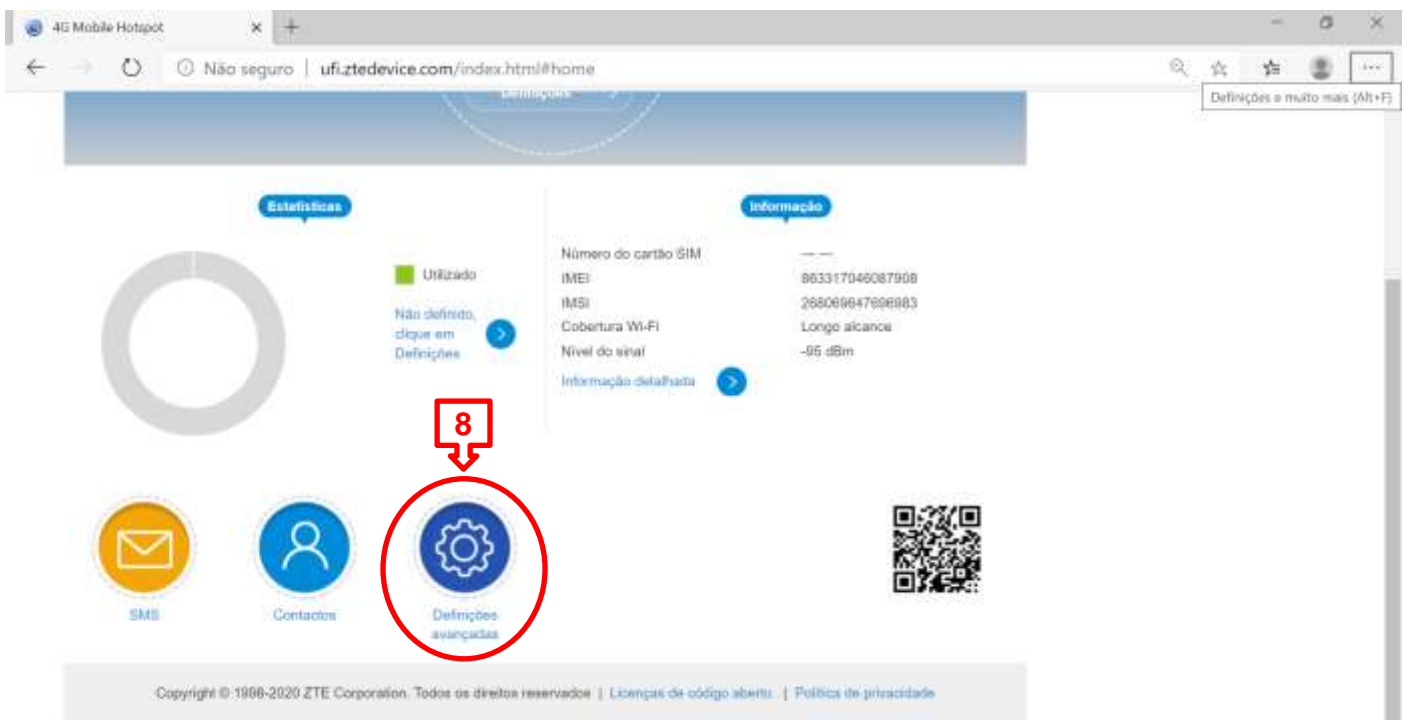 4G Mobile Hotspot
Não seguro | ufi.ztedevice.com/index.html#home
Definições e muito mais (Alt+F)
Definições
Estatísticas
Informação
Utilizado
Não definido,
clique em
Definições
Número do cartão SIM — —
IMEI 863317046087908
IMSI 268069647696983
Cobertura Wi-Fi Longo alcance
Nível do sinal -95 dBm
Informação detalhada
8
SMS
Contactos
Definições
avançadas
Copyright © 1998-2020 ZTE Corporation. Todos os direitos reservados | Licenças de código aberto | Política de privacidade